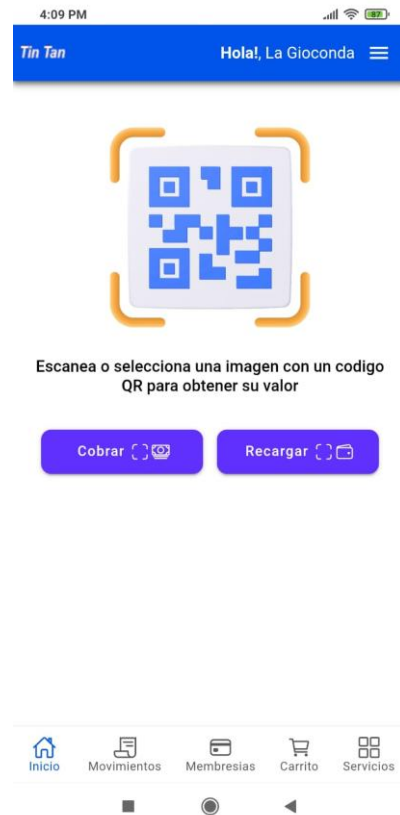 4:09 PM
87
Tin Tan
Hola!, La Gioconda
Escanea o selecciona una imagen con un codigo
QR para obtener su valor
Cobrar
Recargar
Inicio
Movimientos
Membresias
Carrito
Servicios